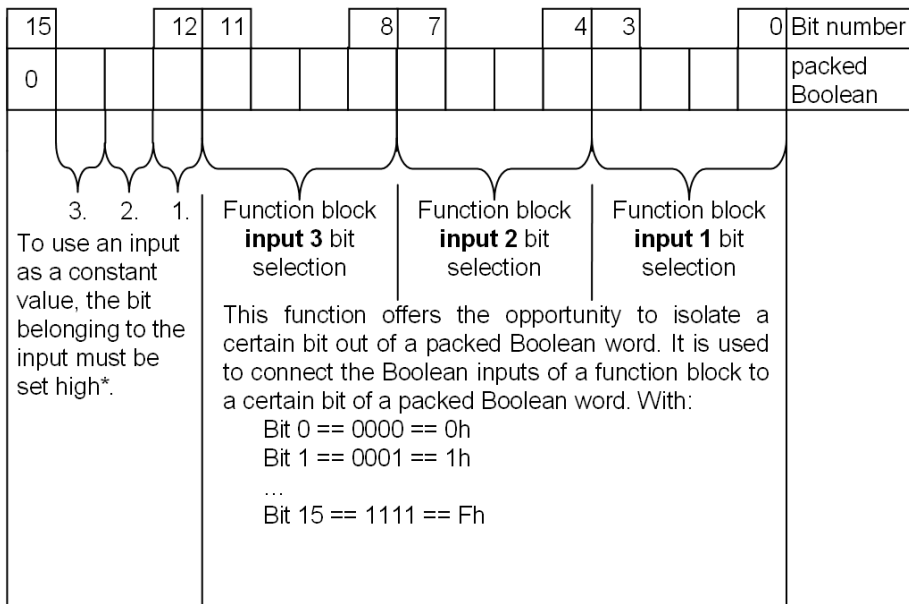 15 12 11 8 7 4 3 0 Bit number
0 packed
Boolean
3. 2. 1.
To use an input
as a constant
value, the bit
belonging to the
input must be
set high*.
Function block
input 3 bit
selection
Function block
input 2 bit
selection
Function block
input 1 bit
selection
This function offers the opportunity to isolate a
certain bit out of a packed Boolean word. It is used
to connect the Boolean inputs of a function block to
a certain bit of a packed Boolean word. With:
Bit 0 == 0000 == 0h
Bit 1 == 0001 == 1h
...
Bit 15 == 1111 == Fh